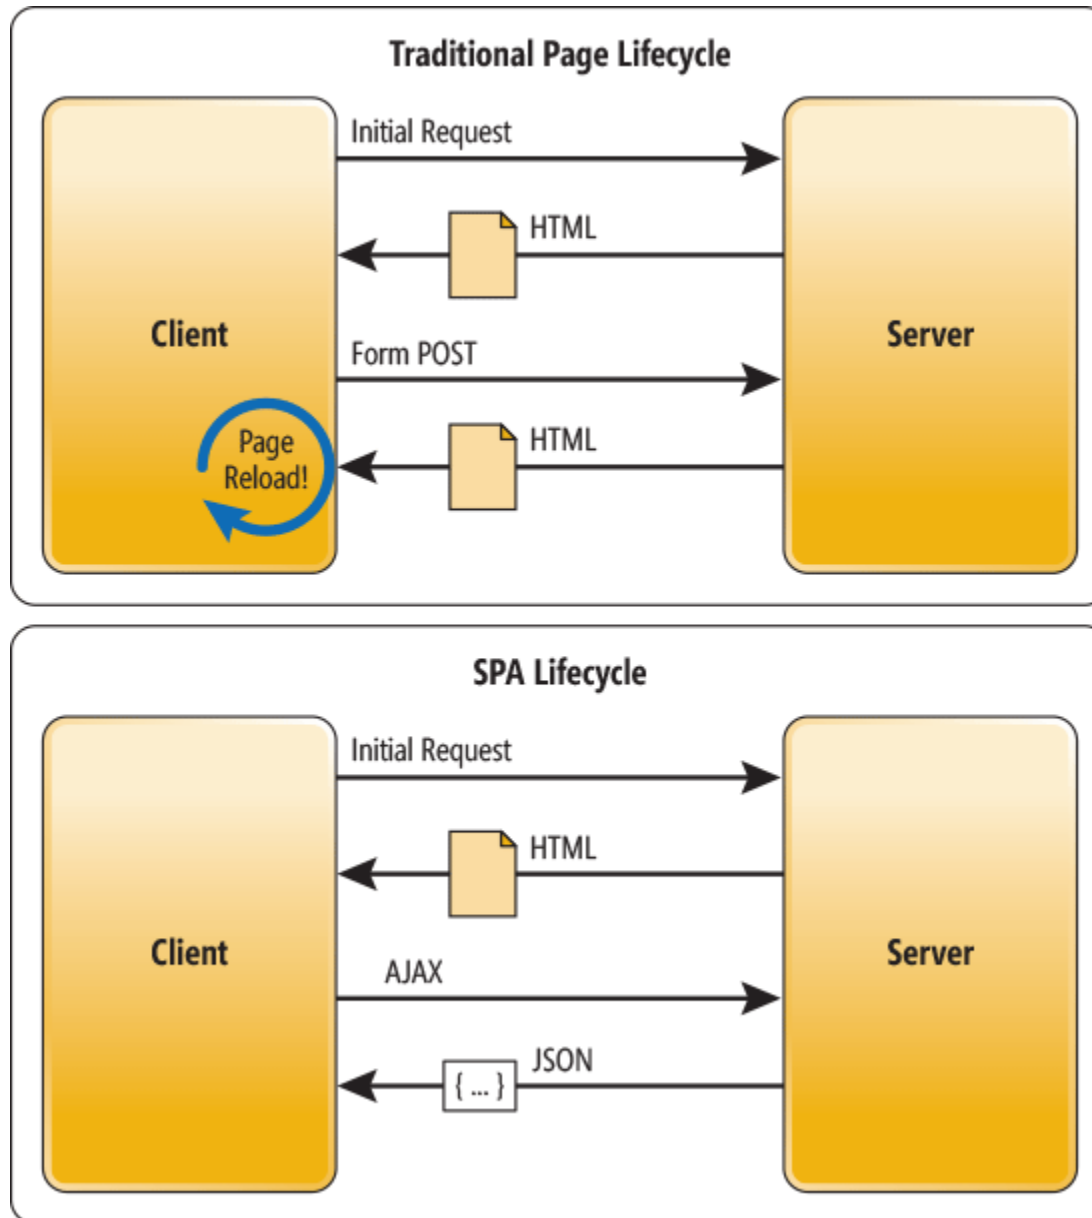 Traditional Page Lifecycle
Initial Request
HTML
Client
Server
Form POST
HTML
Page
Reload!
SPA Lifecycle
Initial Request
HTML
Client
Server
AJAX
JSON
{ ... }